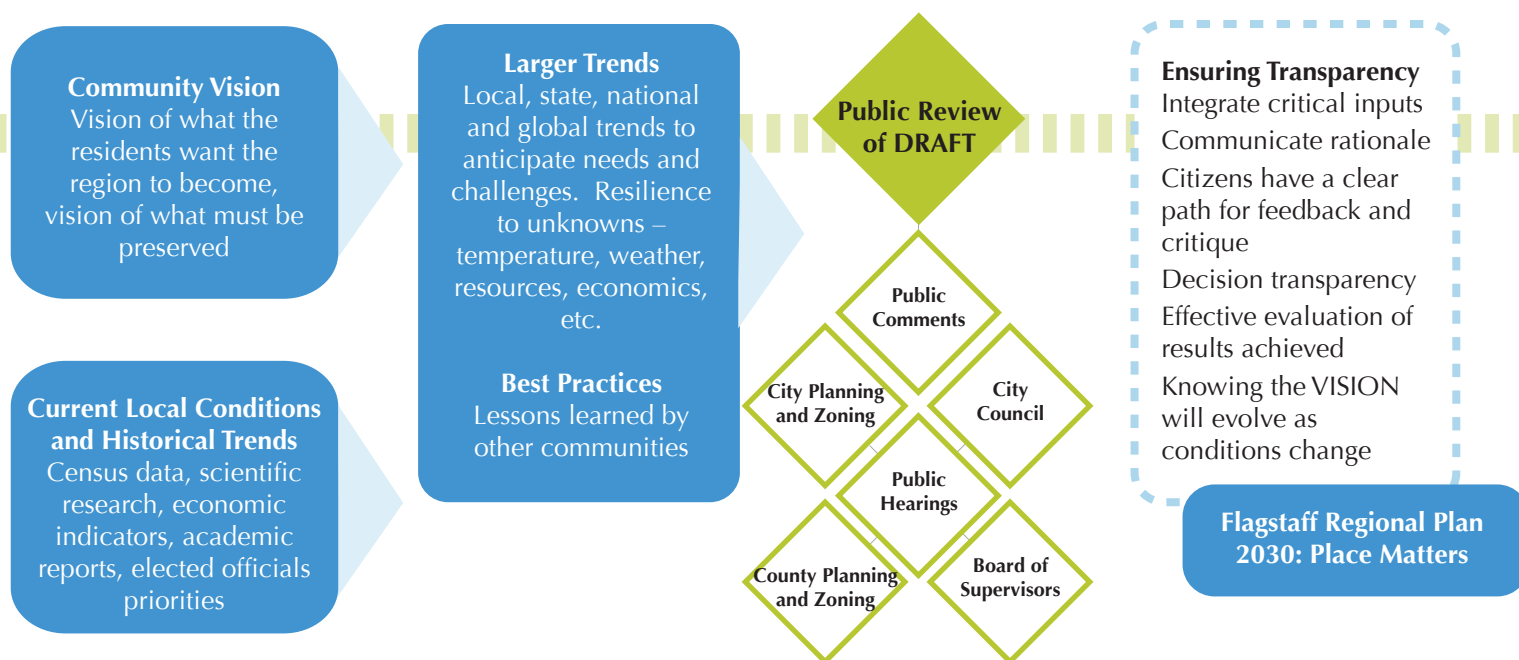 Community Vision
Vision of what the
residents want the
region to become,
vision of what must be
preserved
Current Local Conditions
and Historical Trends
Census data, scientific
research, economic
indicators, academic
reports, elected officials
priorities
Larger Trends
Local, state, national
and global trends to
anticipate needs and
challenges.  Resilience
to unknowns –
temperature, weather,
resources, economics,
etc.
Best Practices
Lessons learned by
other communities
Public Review
of DRAFT
Public
Comments
City Planning
and Zoning
City
Council
Public
Hearings
County Planning
and Zoning
Board of
Supervisors
Ensuring Transparency
Integrate critical inputs
Communicate rationale
Citizens have a clear
path for feedback and
critique
Decision transparency
Effective evaluation of
results achieved
Knowing the VISION
will evolve as
conditions change
Flagstaff Regional Plan
2030: Place Matters